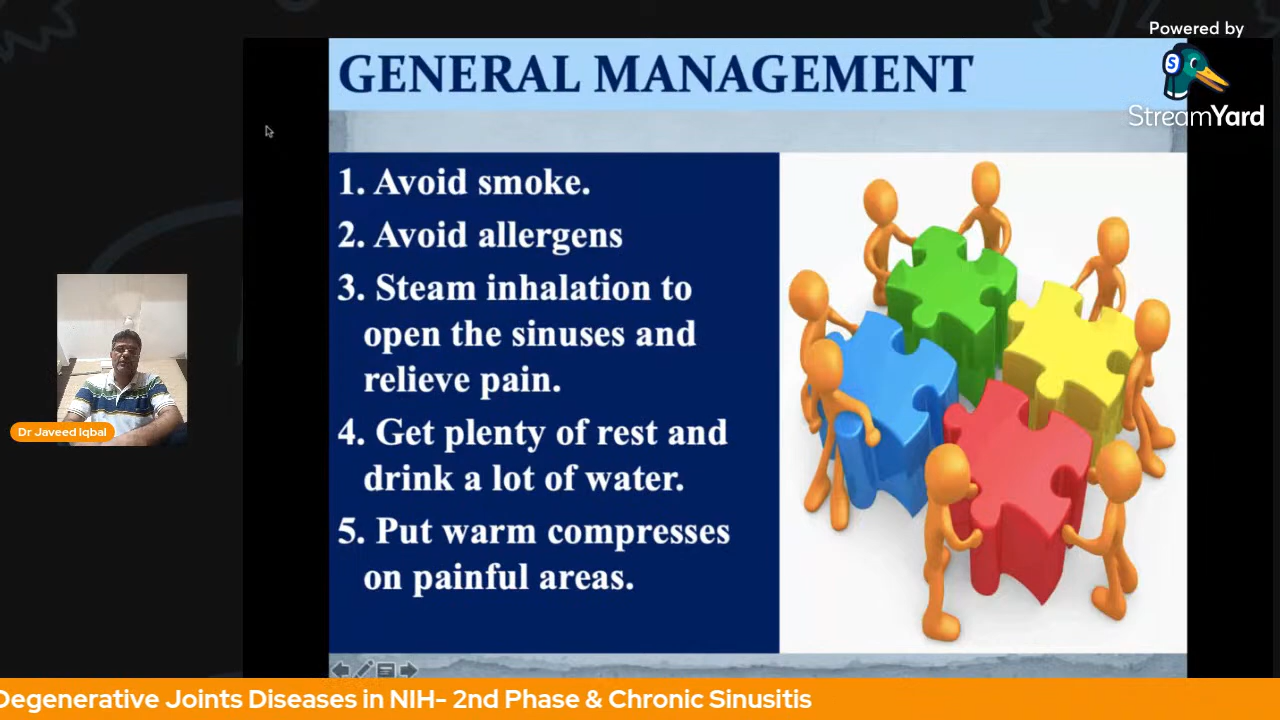 Powered by
StreamYard
GENERAL MANAGEMENT
1. Avoid smoke.
2. Avoid allergens
3. Steam inhalation to
open the sinuses and
relieve pain.
4. Get plenty of rest and
drink a lot of water.
5. Put warm compresses
on painful areas.
Dr Javeed Iqbal
Degenerative Joints Diseases in NIH- 2nd Phase & Chronic Sinusitis